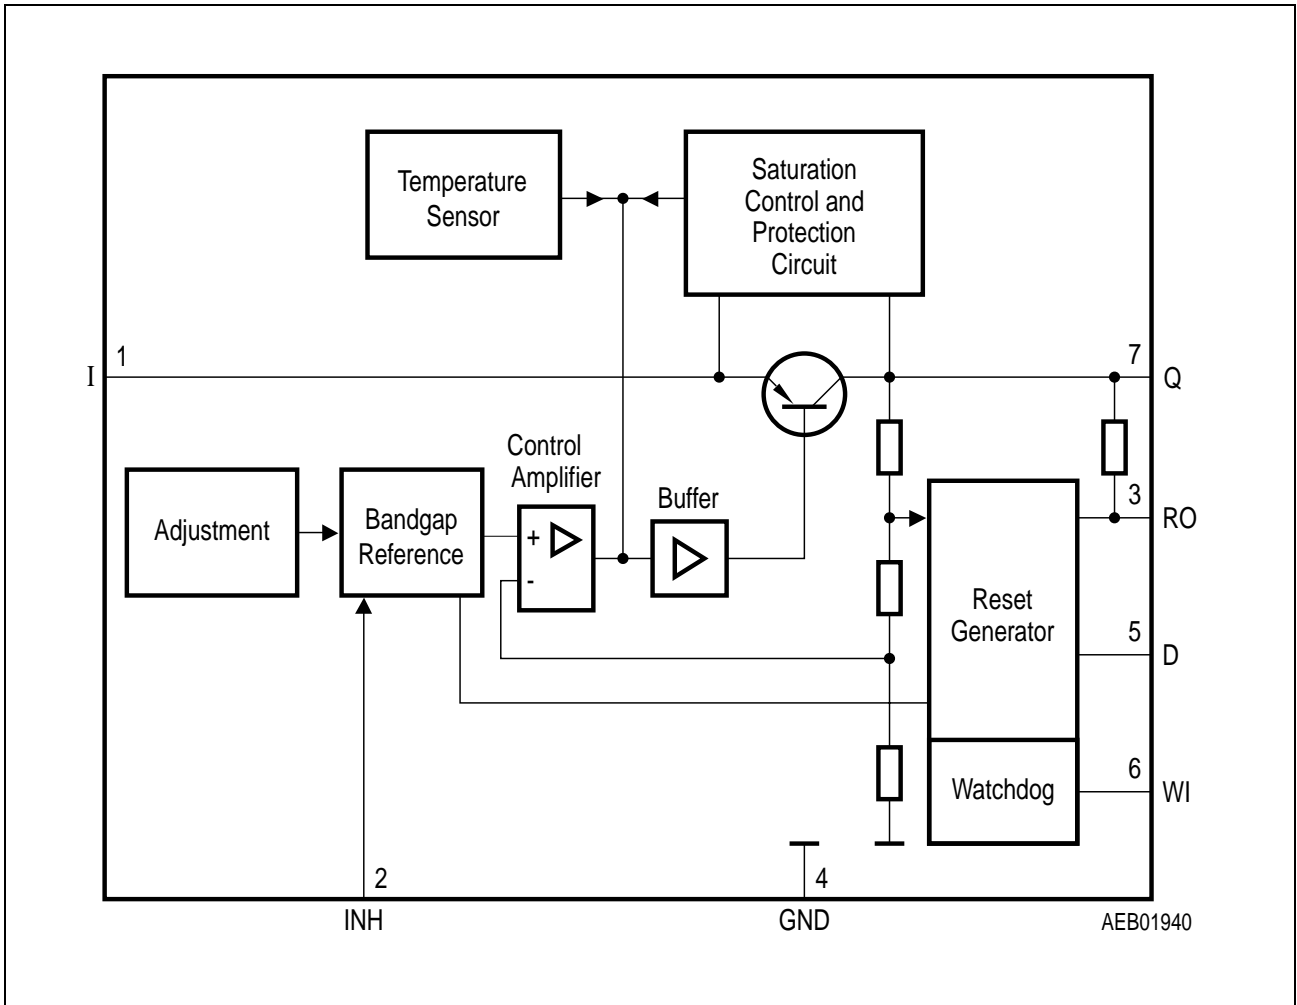 Temperature
Sensor
Saturation
Control and
Protection
Circuit
1
I
7
Q
Control
Amplifier
Buffer
Adjustment
Bandgap
Reference
+
-
3
RO
Reset
Generator
5
D
Watchdog
6
WI
2
INH
4
GND
AEB01940